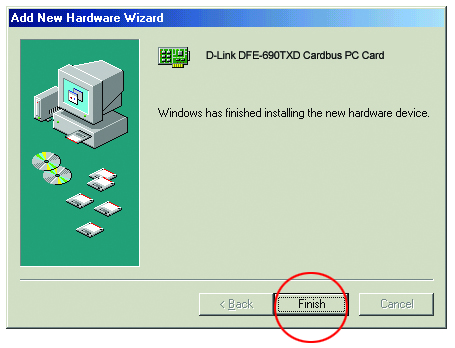 Add New Hardware Wizard
D-Link DFE-690TXD Cardbus PC Card
Windows has finished installing the new hardware device.
< Back
Finish
Cancel